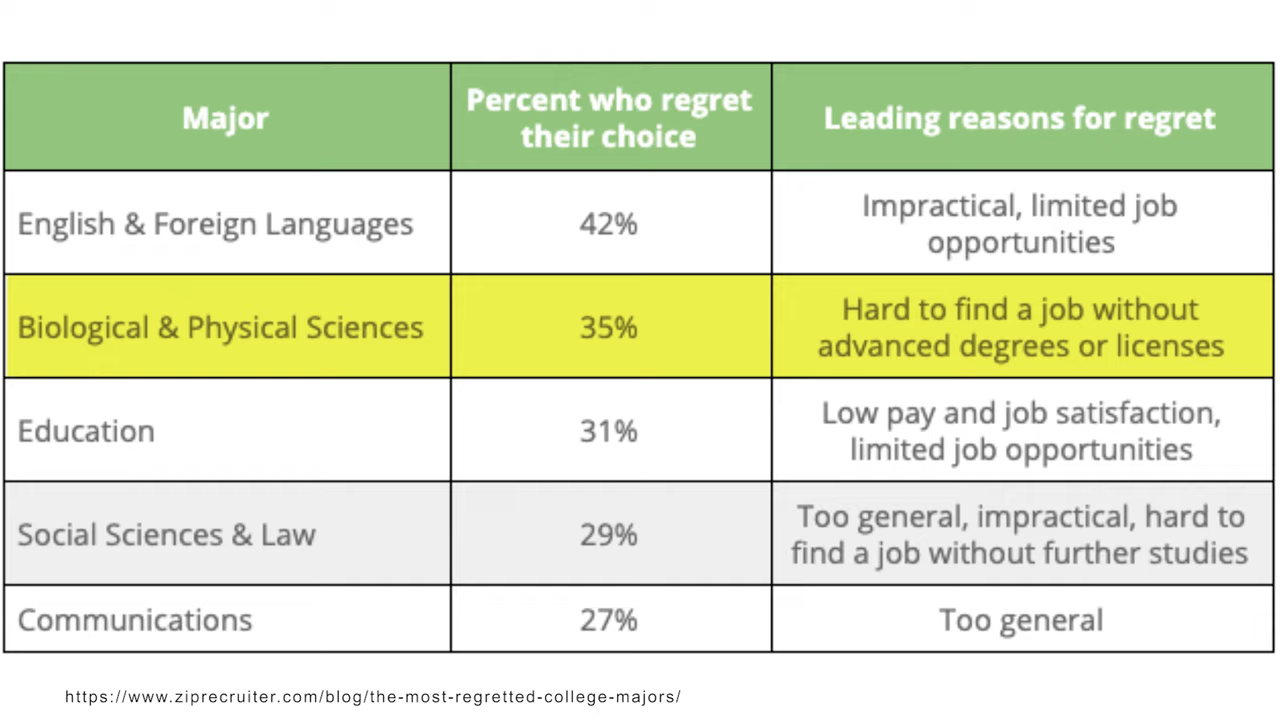 Major
Percent who regret
their choice
Leading reasons for regret
English & Foreign Languages
42%
Impractical, limited job
opportunities
Biological & Physical Sciences
35%
Hard to find a job without
advanced degrees or licenses
Education
31%
Low pay and job satisfaction,
limited job opportunities
Social Sciences & Law
29%
Too general, impractical, hard to
find a job without further studies
Communications
27%
Too general
https://www.ziprecruiter.com/blog/the-most-regretted-college-majors/